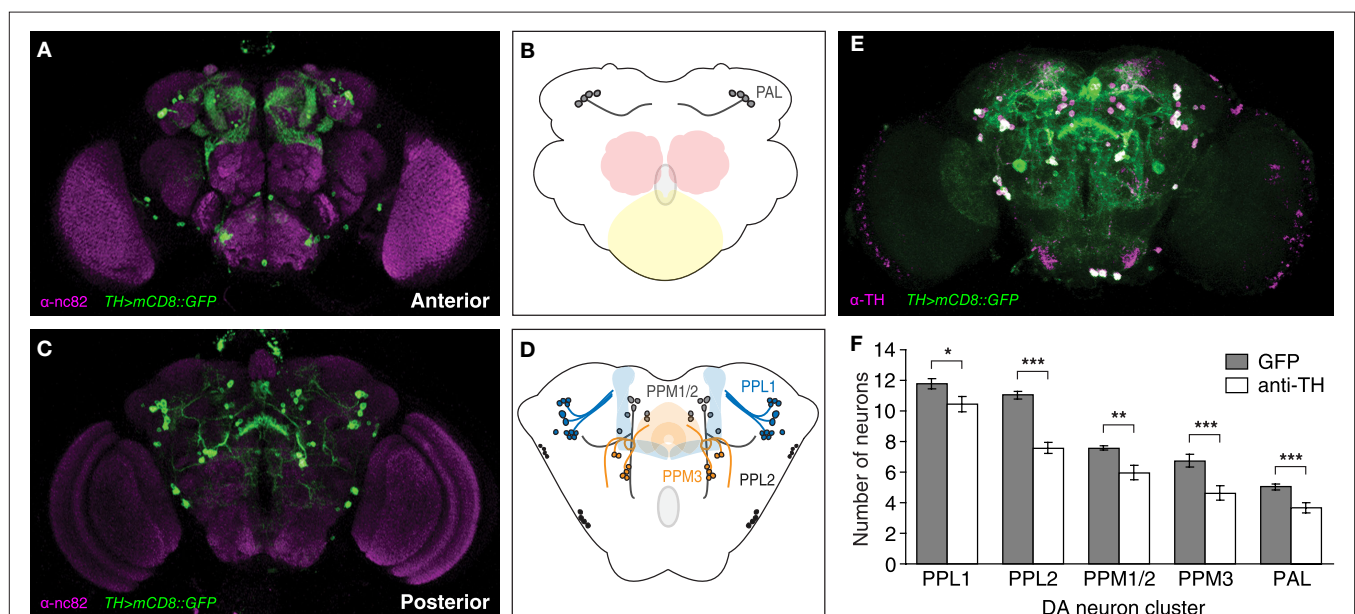 A
α-nc82 TH>mCD8::GFP Anterior
B
PAL
C
α-nc82 TH>mCD8::GFP Posterior
D
PPM1/2
PPL1
PPM3
PPL2
E
α-TH TH>mCD8::GFP
F
Number of neurons
14
12
10
8
6
4
2
0
*
***
**
***
***
GFP
anti-TH
PPL1 PPL2 PPM1/2 PPM3 PAL
DA neuron cluster